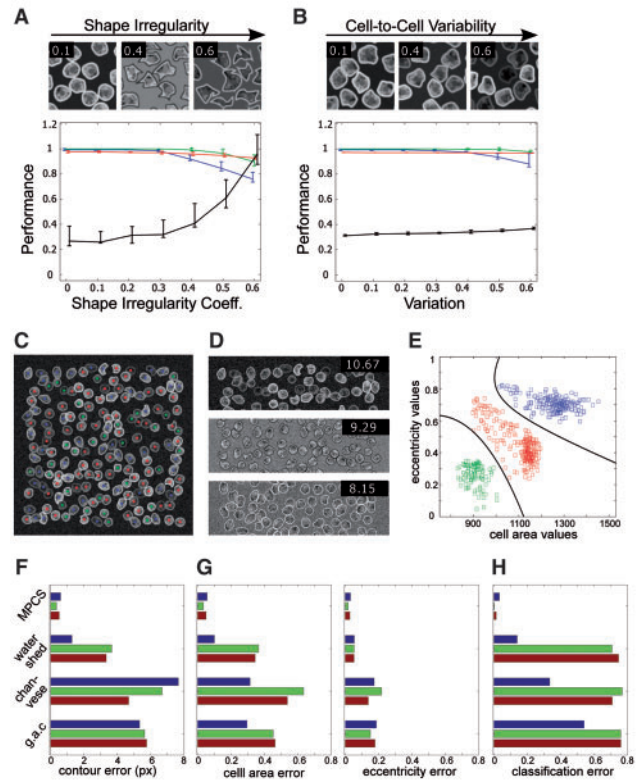 A
Shape Irregularity
0.1
0.4
0.6
1.2
1
0.8
0.6
0.4
0.2
0
Performance
0 0.1 0.2 0.3 0.4 0.5 0.6
Shape Irregularity Coeff.
B
Cell-to-Cell Variability
0.1
0.4
0.6
1.2
1
0.8
0.6
0.4
0.2
0
Performance
0 0.1 0.2 0.3 0.4 0.5 0.6
Variation
C
D
10.67
9.29
8.15
E
1
0.8
0.6
0.4
0.2
0
eccentricity values
900 1100 1300 1500
cell area values
F
MPCS
water
shed
chan-
vese
g.a.c
0 2 4 6 8
contour error (px)
G
0 0.2 0.4 0.6 0.8
celll area error
0 0.2 0.4 0.6 0.8
eccentricity error
H
0 0.2 0.4 0.6 0.8
classification error